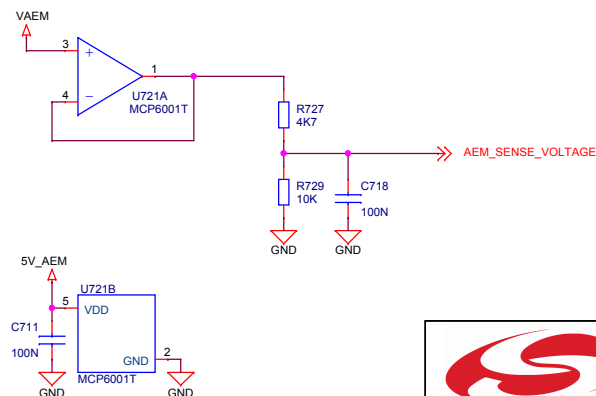 VAEM
3
+
1
4
−
U721A
MCP6001T
R727
4K7
AEM_SENSE_VOLTAGE
R729
10K
C718
100N
GND
GND
5V_AEM
U721B
5
VDD
C711
100N
GND
2
MCP6001T
GND
GND